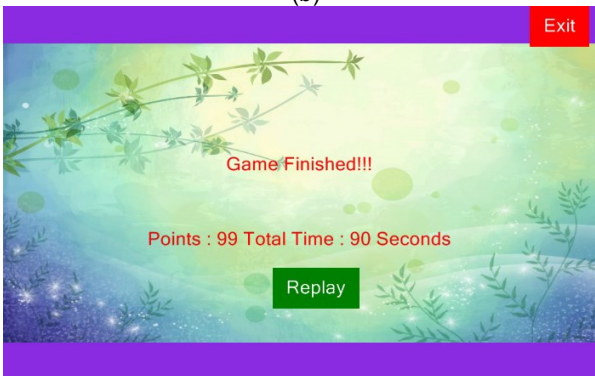 (b)
Exit
Game Finished!!!
Points : 99 Total Time : 90 Seconds
Replay